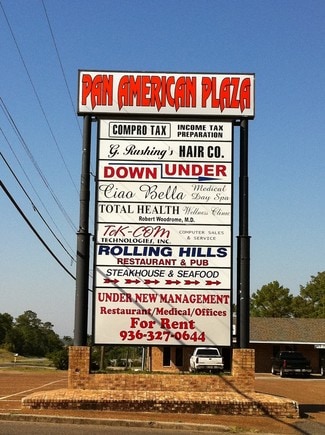 PAN AMERICAN PLAZA
COMPRO TAX INCOME TAX
PREPARATION
G. Rushing's HAIR CO.
DOWN UNDER
Ciao Bella Medical
Day Spa
TOTAL HEALTH Wellness Clinic
Robert Woodrome, M.D.
TeK-COM COMPUTER SALES
TECHNOLOGIES, INC. & SERVICE
ROLLING HILLS
RESTAURANT & PUB
STEAKHOUSE & SEAFOOD
UNDER NEW MANAGEMENT
Restaurant/Medical/Offices
For Rent
936-327-0644